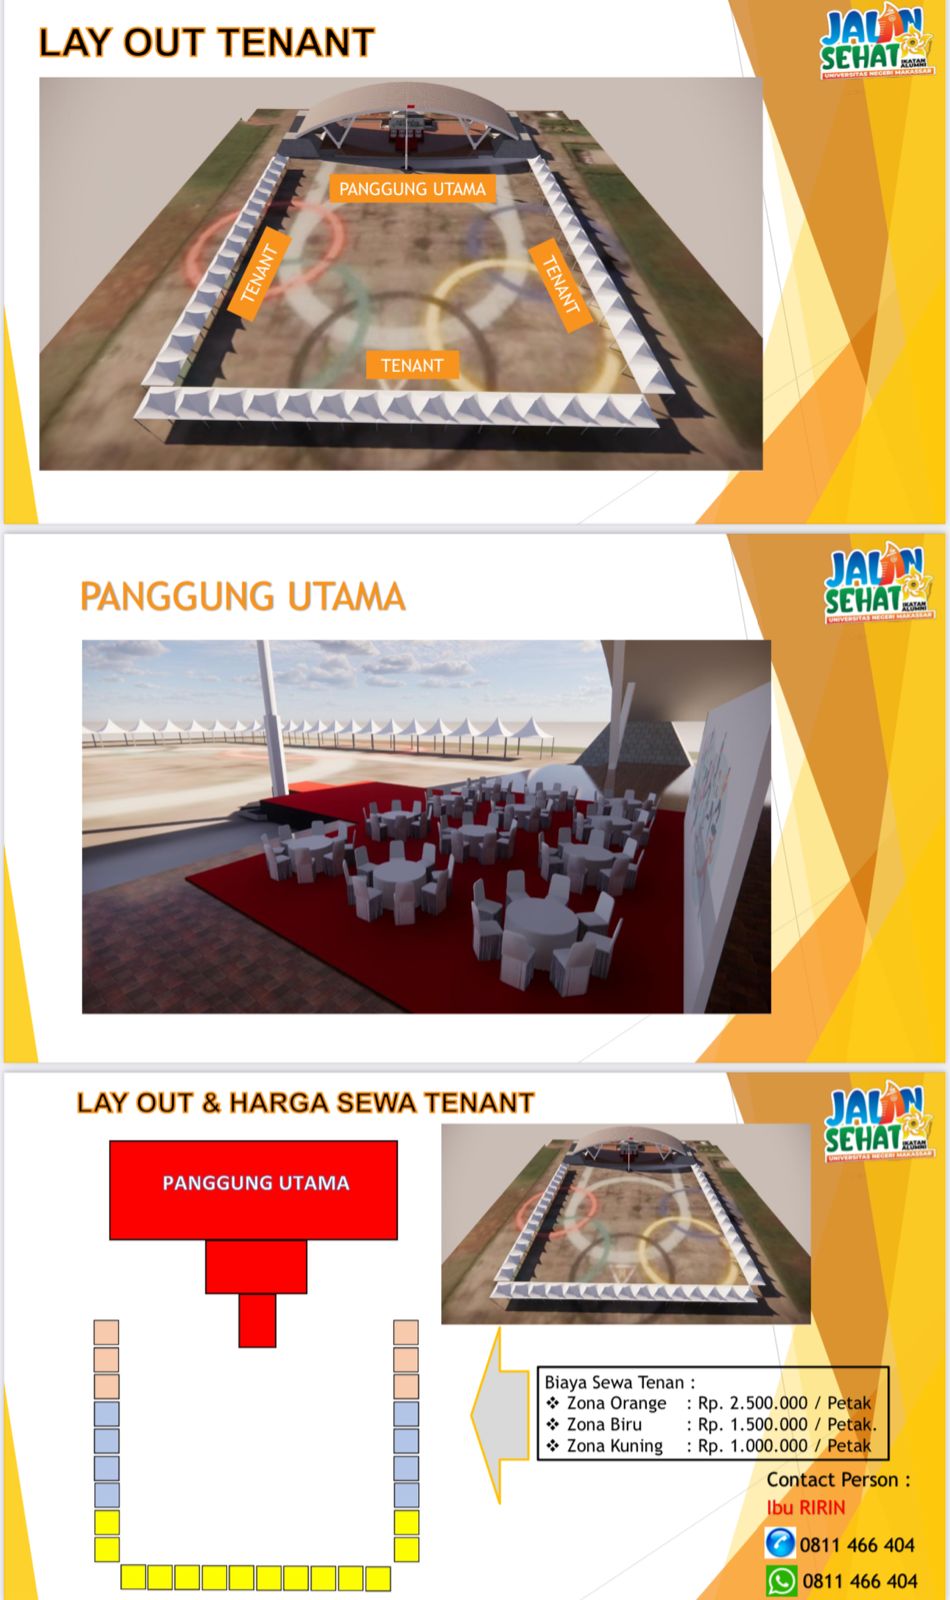 LAY OUT TENANT
JALAN
SEHAT IKATAN
ALUMNI
UNIVERSITAS NEGERI MAKASSAR
PANGGUNG UTAMA
TENANT
TENANT
TENANT
PANGGUNG UTAMA
JALAN
SEHAT IKATAN
ALUMNI
UNIVERSITAS NEGERI MAKASSAR
LAY OUT & HARGA SEWA TENANT
JALAN
SEHAT IKATAN
ALUMNI
UNIVERSITAS NEGERI MAKASSAR
PANGGUNG UTAMA
Biaya Sewa Tenan :
❖ Zona Orange : Rp. 2.500.000 / Petak
❖ Zona Biru : Rp. 1.500.000 / Petak.
❖ Zona Kuning : Rp. 1.000.000 / Petak
Contact Person :
Ibu RIRIN
0811 466 404
0811 466 404